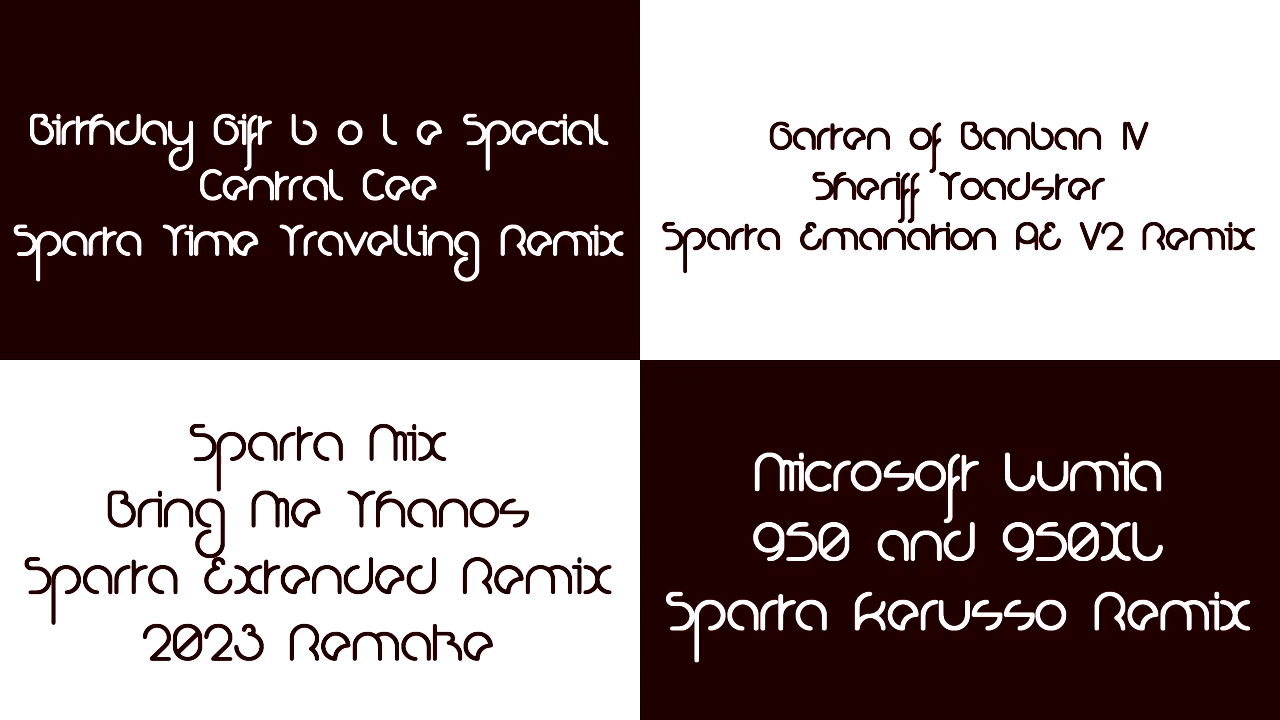 Birthday Gift b o l e Special
Central Cee
Sparta Time Travelling Remix
Garten of Banban IV
Sheriff Toadster
Sparta Emanation AE V2 Remix
Sparta Mix
Bring Me Thanos
Sparta Extended Remix
2023 Remake
Microsoft Lumia
950 and 950XL
Sparta Kerusso Remix